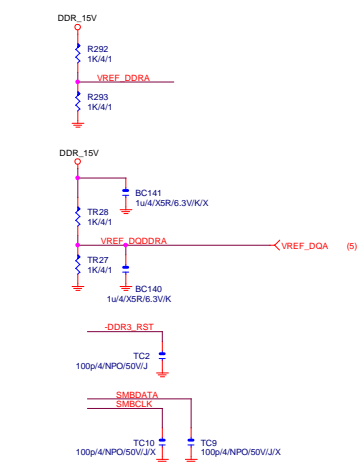 DDR_15V
R292
1K/4/1
VREF_DDRA
R293
1K/4/1
DDR_15V
BC141
1u/4/X5R/6.3V/K/X
TR28
1K/4/1
VREF_DQDDRA
VREF_DQA (5)
TR27
1K/4/1
BC140
1u/4/X5R/6.3V/K
-DDR3_RST
TC2
100p/4/NPO/50V/J
SMBDATA
SMBCLK
TC10 TC9
100p/4/NPO/50V/J/X 100p/4/NPO/50V/J/X